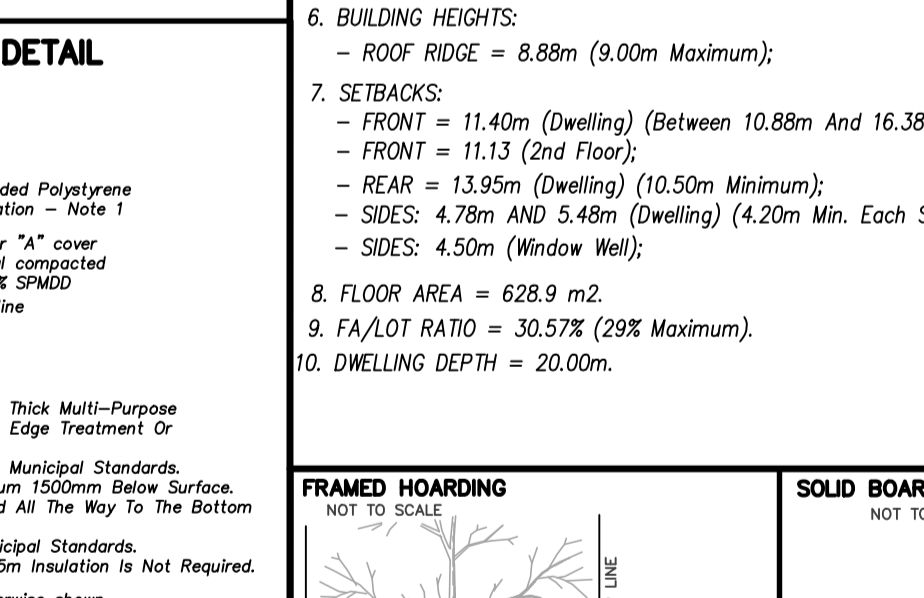 DETAIL
ded Polystyrene
ation – Note 1
r "A" cover
l compacted
% SPMDD
ine
Thick Multi–Purpose
Edge Treatment Or
Municipal Standards.
um 1500mm Below Surface.
d All The Way To The Bottom
icipal Standards.
5m Insulation Is Not Required.
6. BUILDING HEIGHTS:
– ROOF RIDGE = 8.88m (9.00m Maximum);
7. SETBACKS:
– FRONT = 11.40m (Dwelling) (Between 10.88m And 16.38
– FRONT = 11.13 (2nd Floor);
– REAR = 13.95m (Dwelling) (10.50m Minimum);
– SIDES: 4.78m AND 5.48m (Dwelling) (4.20m Min. Each S
– SIDES: 4.50m (Window Well);
8. FLOOR AREA = 628.9 m2.
9. FA/LOT RATIO = 30.57% (29% Maximum).
10. DWELLING DEPTH = 20.00m.
FRAMED HOARDING
NOT TO SCALE
LINE
SOLID BOAR
NOT TO